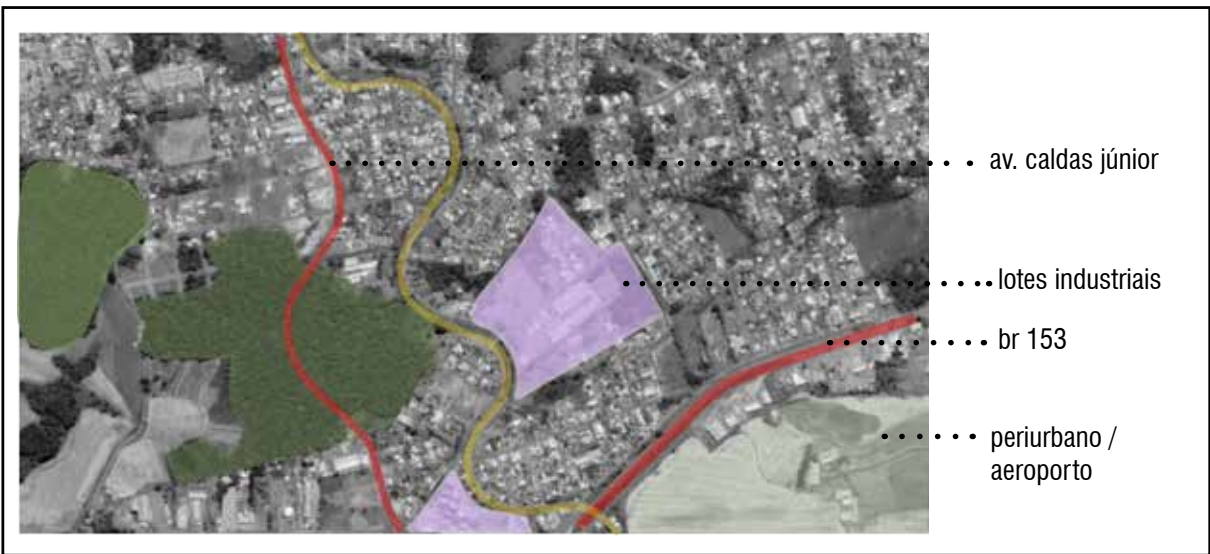 av. caldas júnior
lotes industriais
br 153
periurbano /
aeroporto